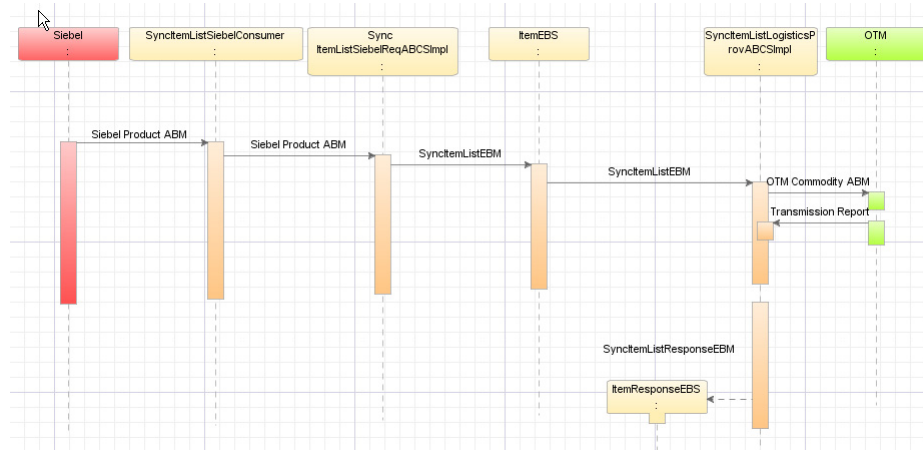 Siebel
:
SyncItemListSiebelConsumer
:
Sync
ItemListSiebelReqABCSImpl
:
ItemEBS
:
SyncItemListLogisticsP
rovABCSImpl
:
OTM
:
Siebel Product ABM
Siebel Product ABM
SyncItemListEBM
SyncItemListEBM
OTM Commodity ABM
Transmission Report
SyncItemListResponseEBM
ItemResponseEBS
: